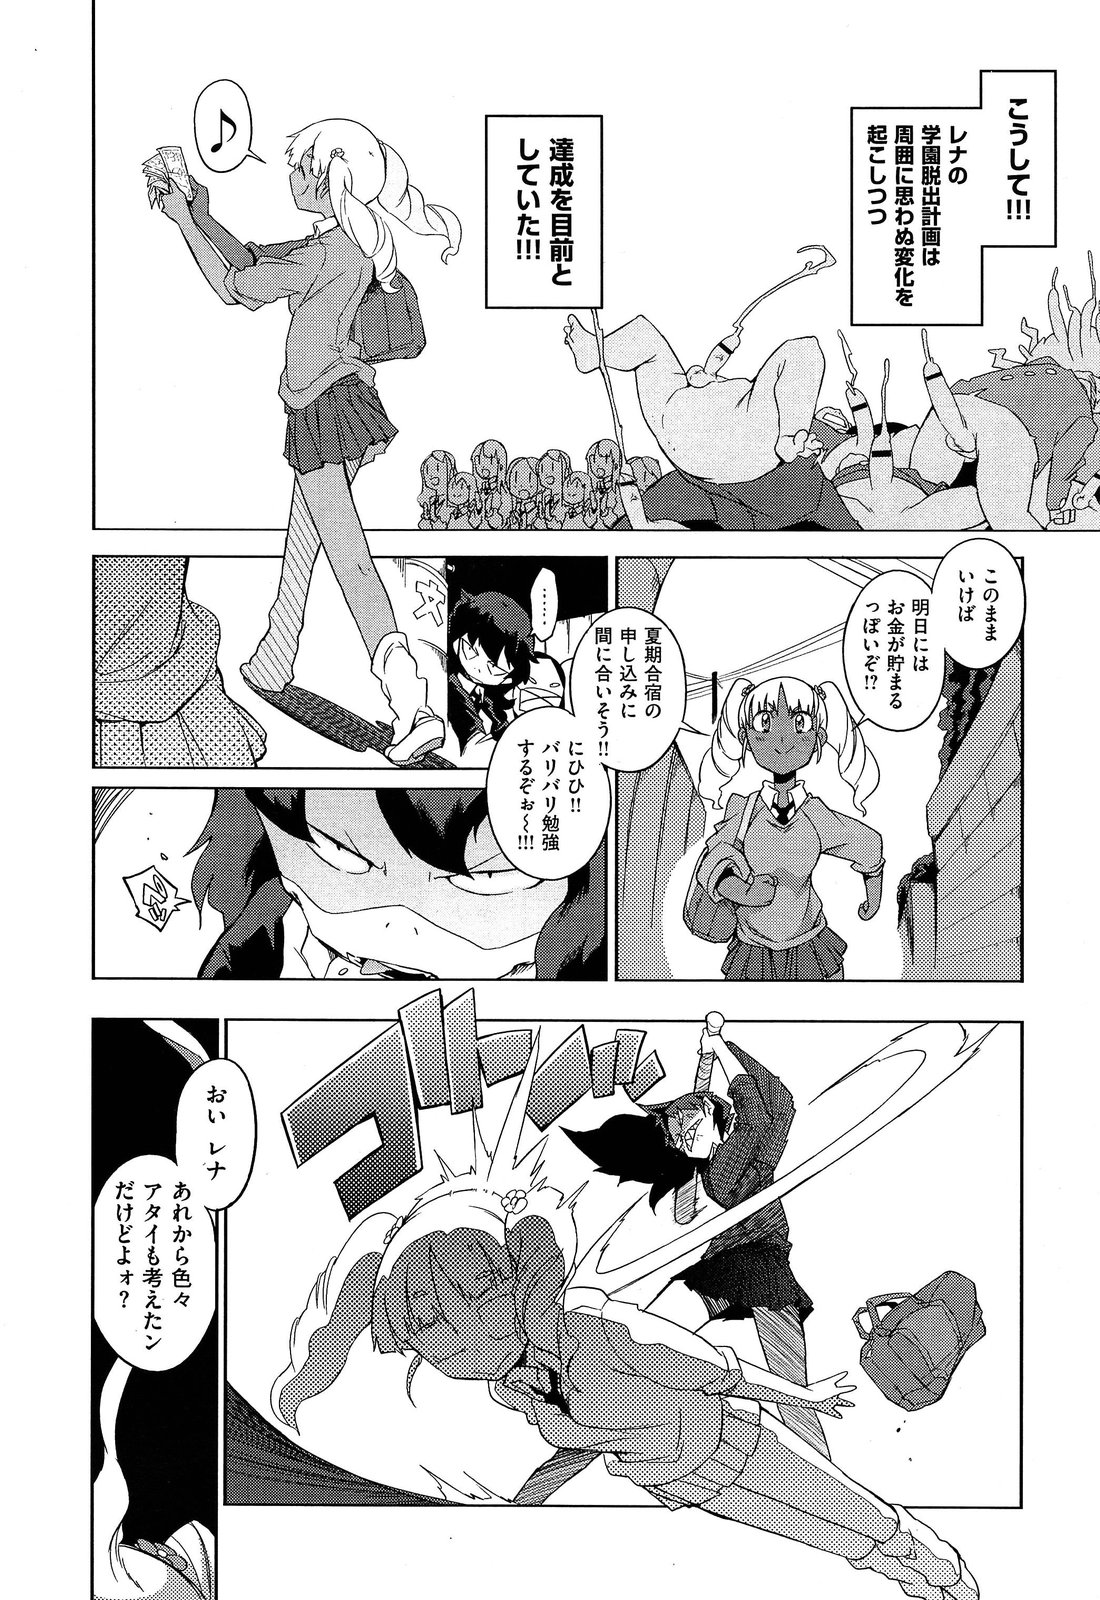 こうして!!!
レナの
学園脱出計画は
周囲に思わぬ変化を
起こしつつ
達成を目前と
していた!!!
このまま
いけば
明日には
お金が貯まる
っぽいぞ!?
夏期合宿の
申し込みに
間に合いそう!!
にひひ!!
バリバリ勉強
するぞぉ〜!!!
……
おい レナ
あれから色々
アタイも考えたン
だけどよォ?